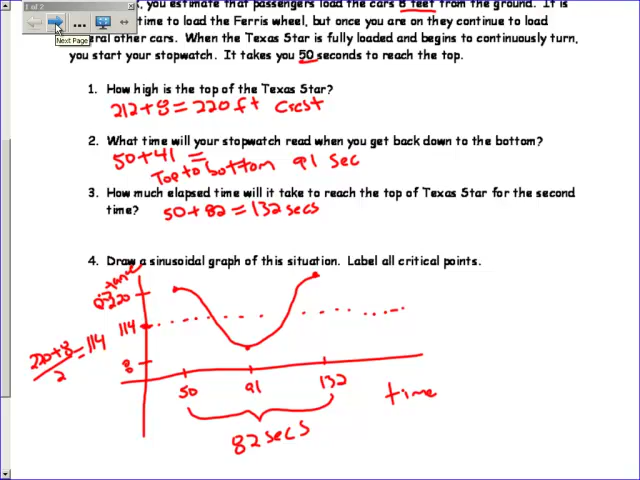 1 of 2
you estimate that passengers load the cars 8 feet from the ground. It is
time to load the Ferris wheel, but once you are on they continue to load
Next Page
other cars. When the Texas Star is fully loaded and begins to continuously turn,
you start your stopwatch. It takes you 50 seconds to reach the top.
1. How high is the top of the Texas Star?
212+8=220ft Crest
2. What time will your stopwatch read when you get back down to the bottom?
50+41 =
Top to bottom 91 Sec
3. How much elapsed time will it take to reach the top of Texas Star for the second
time? 50+82=132secs
4. Draw a sinusoidal graph of this situation. Label all critical points.
220
114
220+8/2=114
8
50 91 132
time
82secs